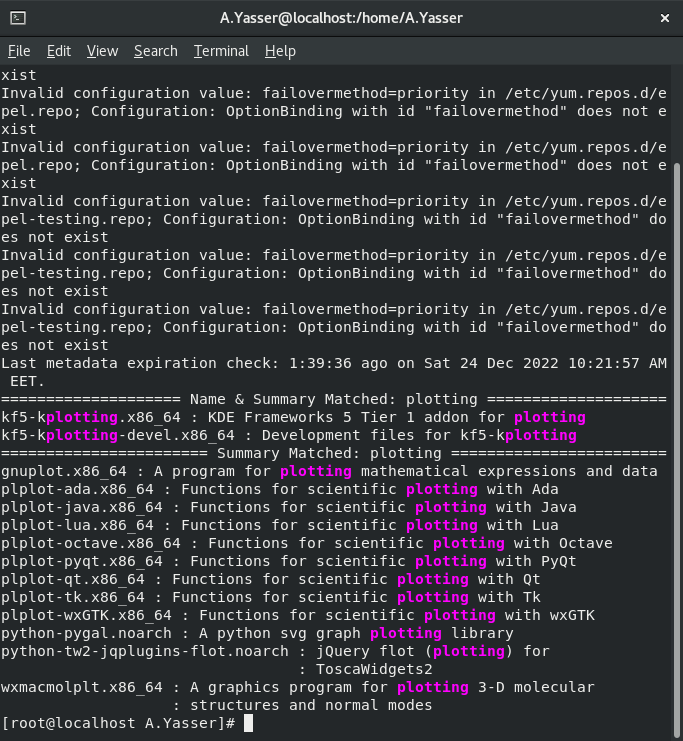 A.Yasser@localhost:/home/A.Yasser
File Edit View Search Terminal Help
xist
Invalid configuration value: failovermethod=priority in /etc/yum.repos.d/e
pel.repo; Configuration: OptionBinding with id "failovermethod" does not e
xist
Invalid configuration value: failovermethod=priority in /etc/yum.repos.d/e
pel.repo; Configuration: OptionBinding with id "failovermethod" does not e
xist
Invalid configuration value: failovermethod=priority in /etc/yum.repos.d/e
pel-testing.repo; Configuration: OptionBinding with id "failovermethod" do
es not exist
Invalid configuration value: failovermethod=priority in /etc/yum.repos.d/e
pel-testing.repo; Configuration: OptionBinding with id "failovermethod" do
es not exist
Invalid configuration value: failovermethod=priority in /etc/yum.repos.d/e
pel-testing.repo; Configuration: OptionBinding with id "failovermethod" do
es not exist
Last metadata expiration check: 1:39:36 ago on Sat 24 Dec 2022 10:21:57 AM
 EET.
==================== Name & Summary Matched: plotting ====================
kf5-kplotting.x86_64 : KDE Frameworks 5 Tier 1 addon for plotting
kf5-kplotting-devel.x86_64 : Development files for kf5-kplotting
======================= Summary Matched: plotting ========================
gnuplot.x86_64 : A program for plotting mathematical expressions and data
plplot-ada.x86_64 : Functions for scientific plotting with Ada
plplot-java.x86_64 : Functions for scientific plotting with Java
plplot-lua.x86_64 : Functions for scientific plotting with Lua
plplot-octave.x86_64 : Functions for scientific plotting with Octave
plplot-pyqt.x86_64 : Functions for scientific plotting with PyQt
plplot-qt.x86_64 : Functions for scientific plotting with Qt
plplot-tk.x86_64 : Functions for scientific plotting with Tk
plplot-wxGTK.x86_64 : Functions for scientific plotting with wxGTK
python-pygal.noarch : A python svg graph plotting library
python-tw2-jqplugins-flot.noarch : jQuery flot (plotting) for
                                 : ToscaWidgets2
wxmacmolplt.x86_64 : A graphics program for plotting 3-D molecular
                   : structures and normal modes
[root@localhost A.Yasser]#